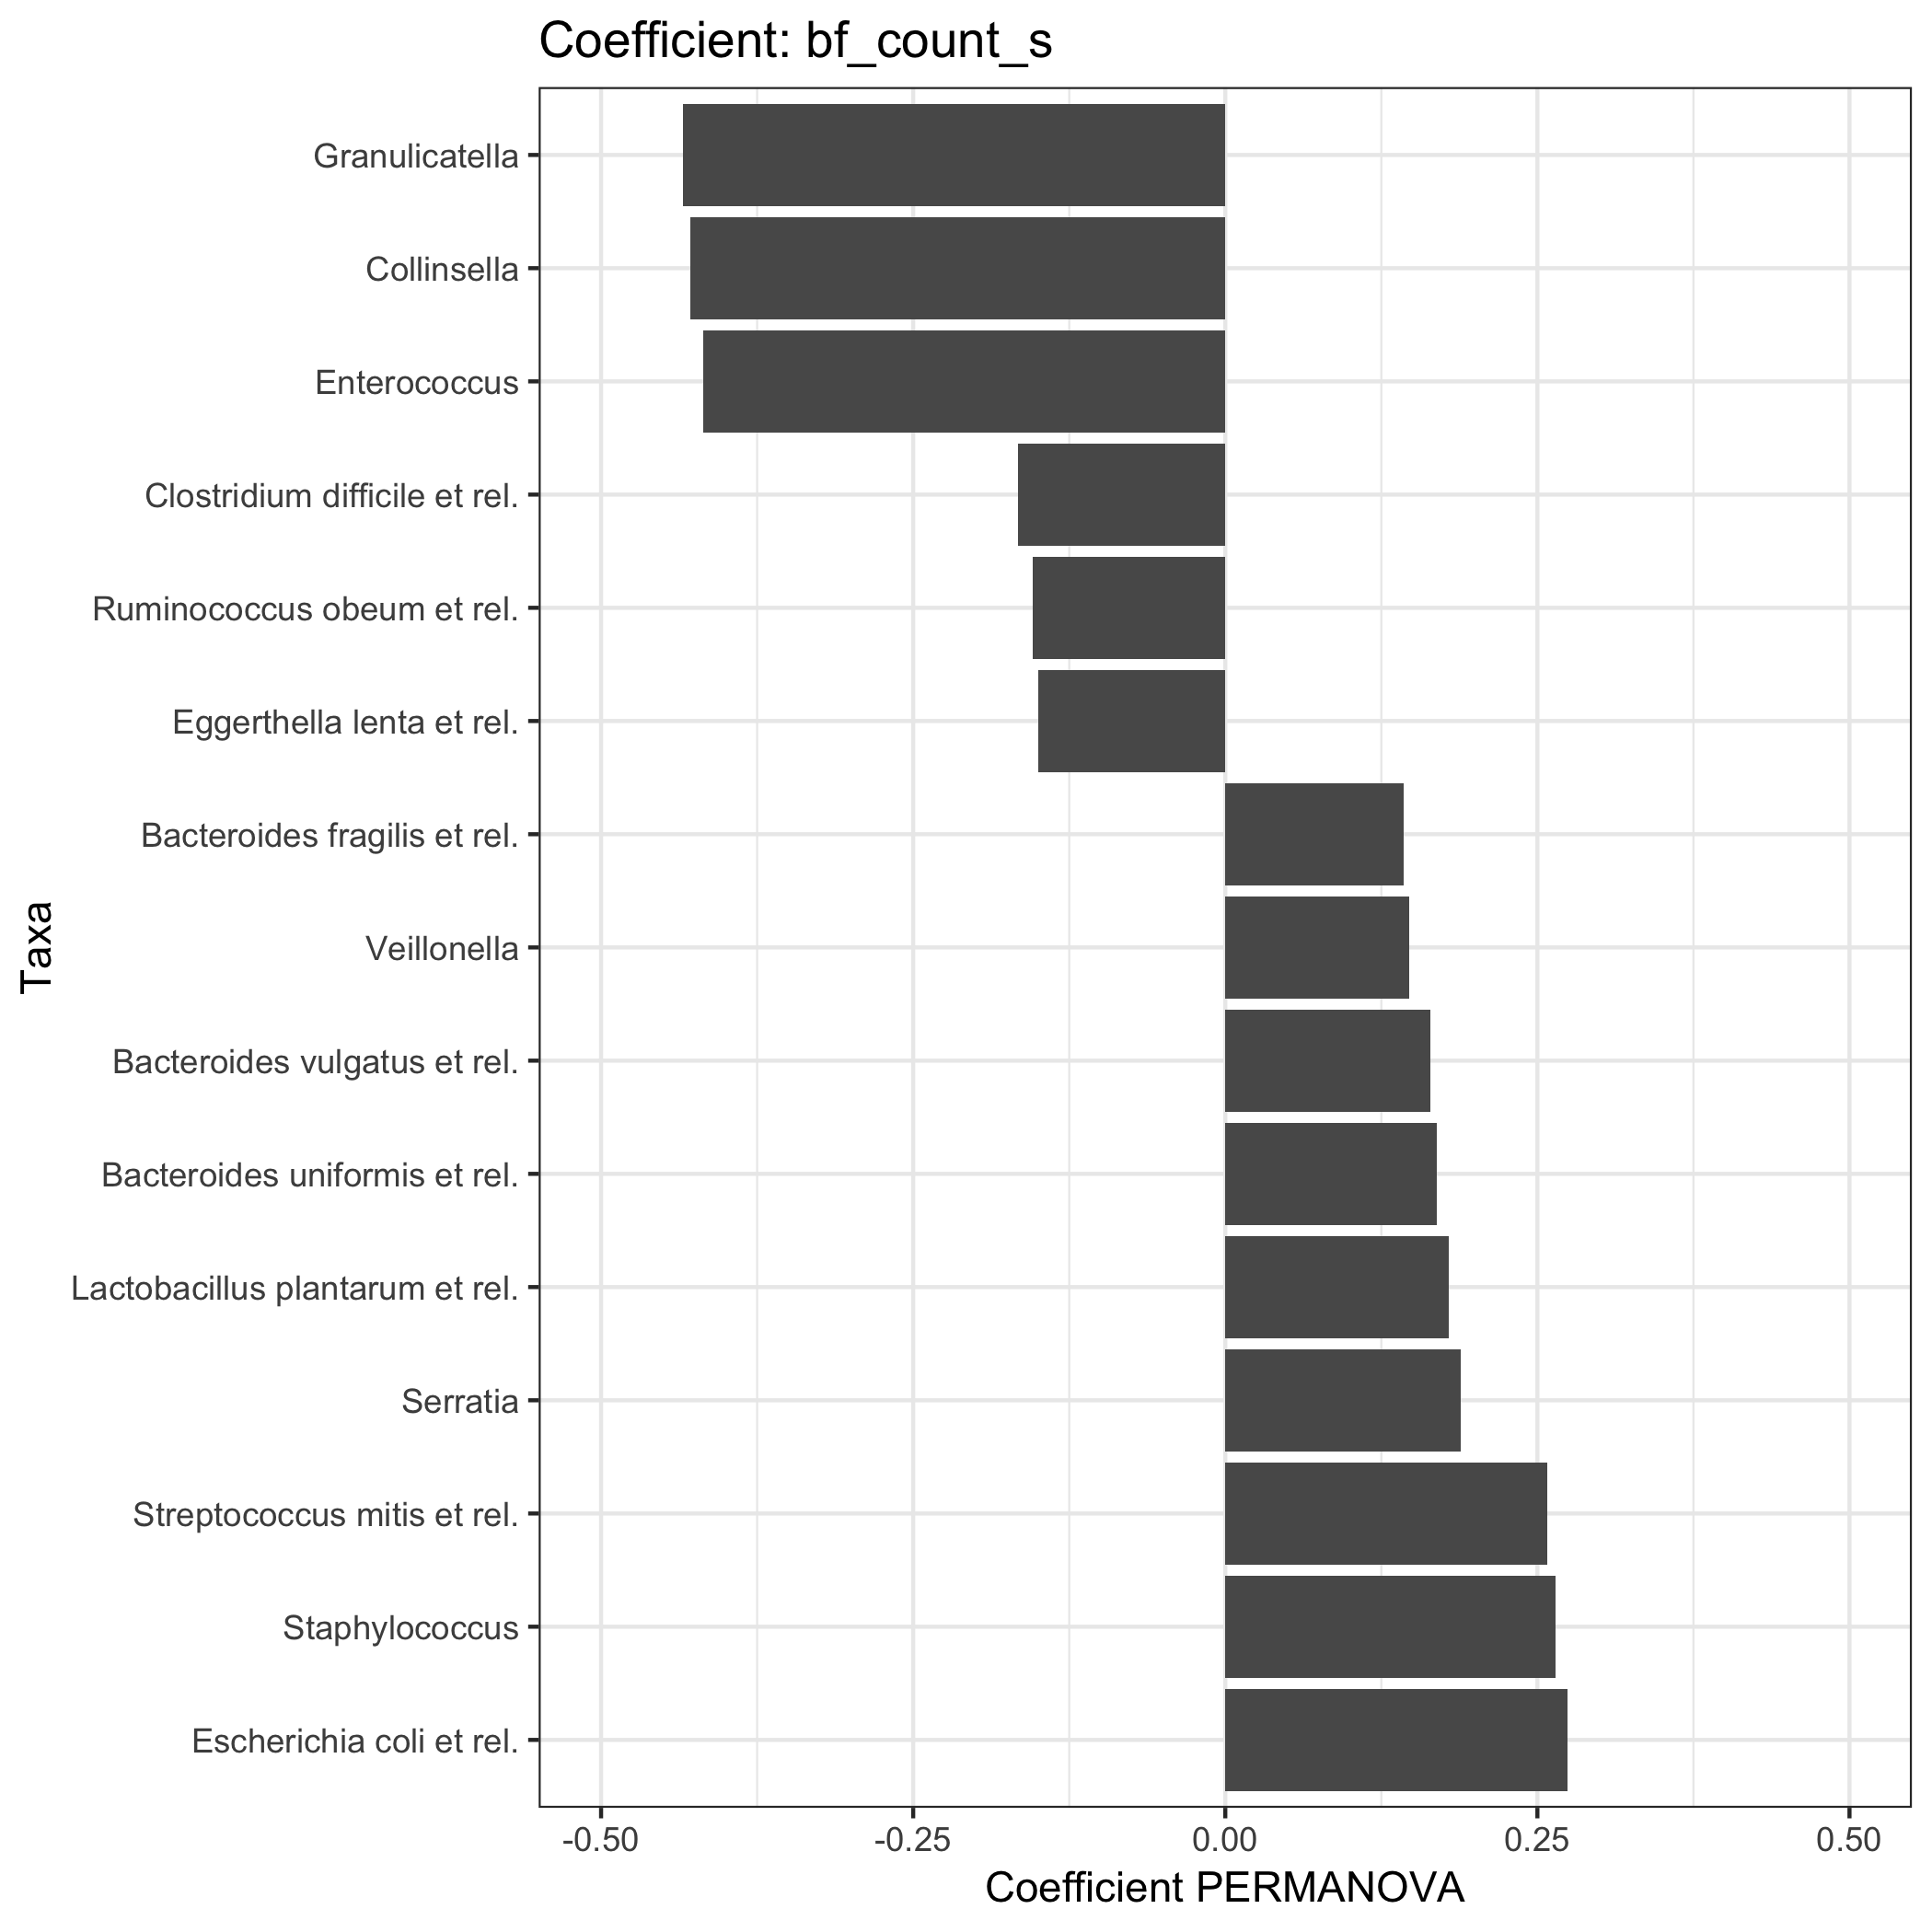 Coefficient: bf_count_s
Granulicatella
Collinsella
Enterococcus
Clostridium difficile et rel.
Ruminococcus obeum et rel.
Eggerthella lenta et rel.
Bacteroides fragilis et rel.
Veillonella
Bacteroides vulgatus et rel.
Bacteroides uniformis et rel.
Lactobacillus plantarum et rel.
Serratia
Streptococcus mitis et rel.
Staphylococcus
Escherichia coli et rel.
Taxa
-0.50 -0.25 0.00 0.25 0.50
Coefficient PERMANOVA